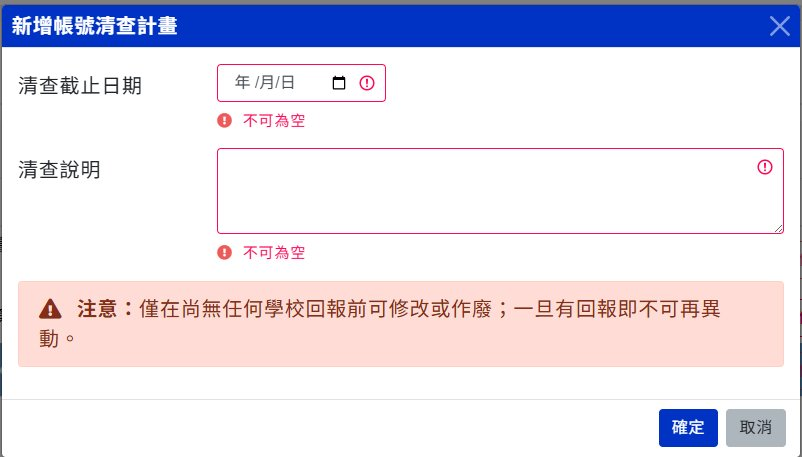 新增帳號清查計畫
清查截止日期
年 /月/日
不可為空
清查說明
不可為空
注意：僅在尚無任何學校回報前可修改或作廢；一旦有回報即不可再異
動。
確定
取消